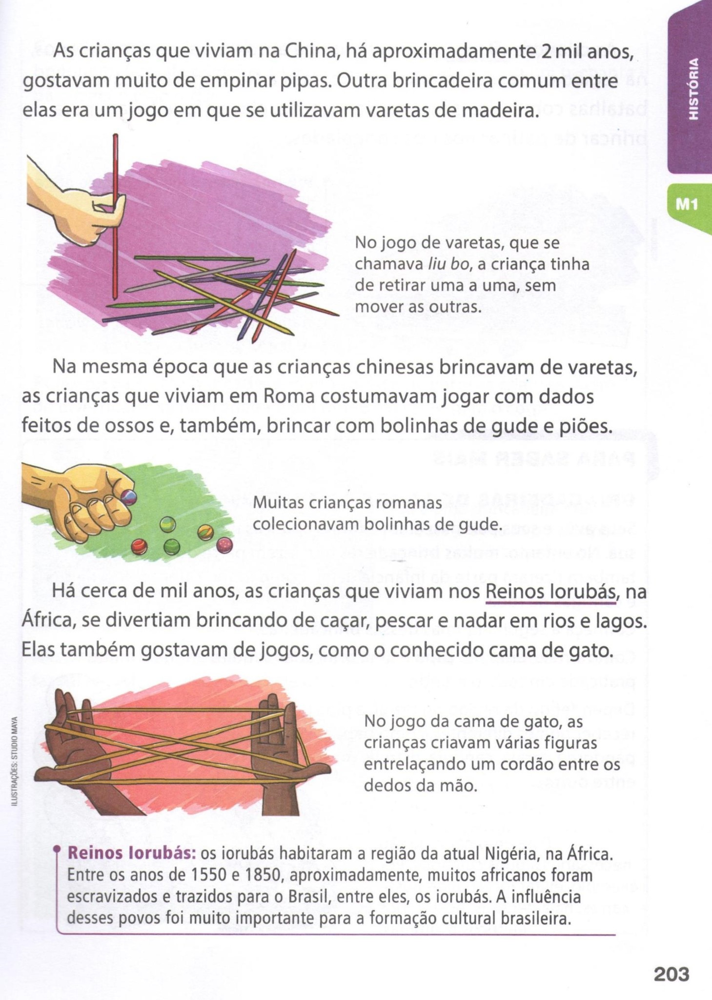 As crianças que viviam na China, há aproximadamente 2 mil anos,
gostavam muito de empinar pipas. Outra brincadeira comum entre
elas era um jogo em que se utilizavam varetas de madeira.
HISTÓRIA
M1
No jogo de varetas, que se
chamava liu bo, a criança tinha
de retirar uma a uma, sem
mover as outras.
Na mesma época que as crianças chinesas brincavam de varetas,
as crianças que viviam em Roma costumavam jogar com dados
feitos de ossos e, também, brincar com bolinhas de gude e piões.
Muitas crianças romanas
colecionavam bolinhas de gude.
Há cerca de mil anos, as crianças que viviam nos Reinos Iorubás, na
África, se divertiam brincando de caçar, pescar e nadar em rios e lagos.
Elas também gostavam de jogos, como o conhecido cama de gato.
No jogo da cama de gato, as
crianças criavam várias figuras
entrelaçando um cordão entre os
dedos da mão.
ILUSTRAÇÕES: STUDIO MAYA
Reinos Iorubás: os iorubás habitaram a região da atual Nigéria, na África.
Entre os anos de 1550 e 1850, aproximadamente, muitos africanos foram
escravizados e trazidos para o Brasil, entre eles, os iorubás. A influência
desses povos foi muito importante para a formação cultural brasileira.
203